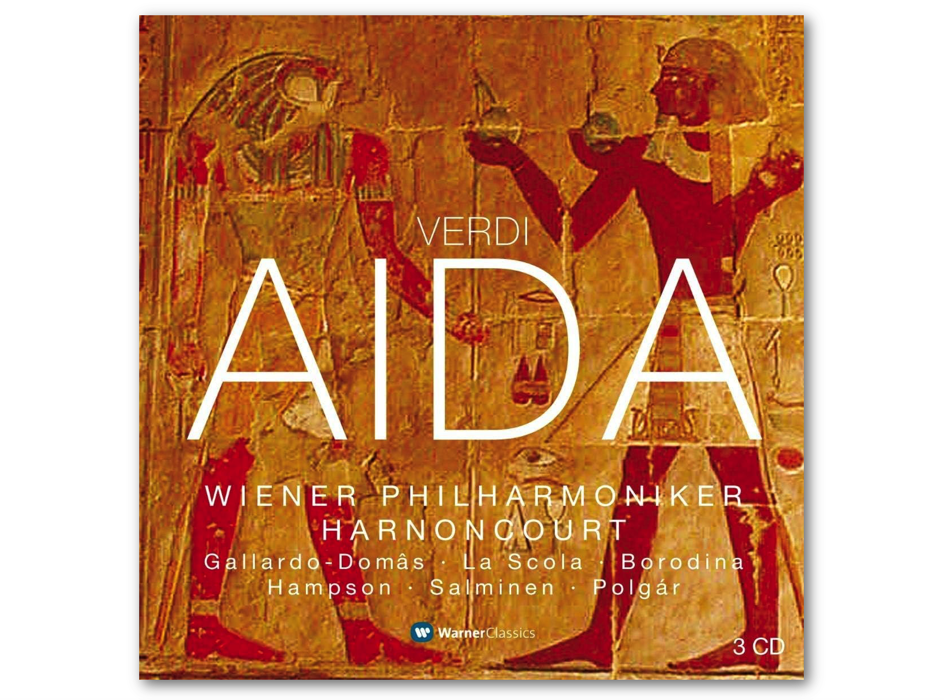 VERDI
AIDA
WIENER PHILHARMONIKER
HARNONCOURT
Gallardo-Domâs · La Scola · Borodina
Hampson · Salminen · Polgár
WarnerClassics
3 CD